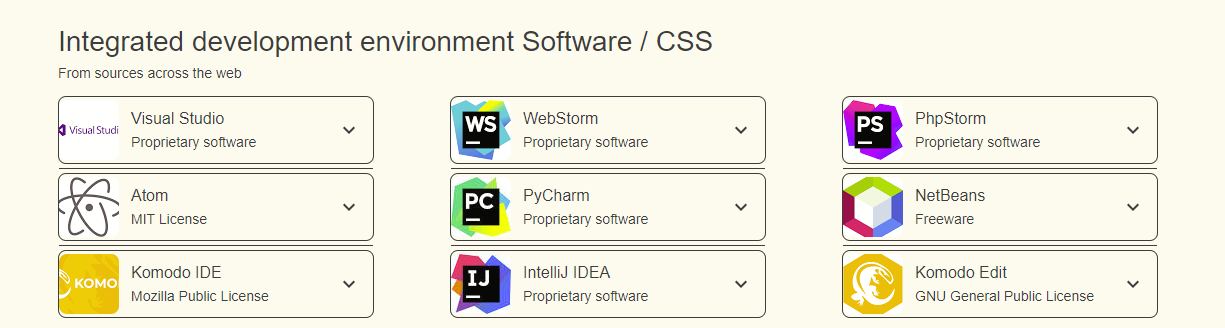 Integrated development environment Software / CSS
From sources across the web
Visual Studi
Visual Studio
Proprietary software
WS
WebStorm
Proprietary software
PS
PhpStorm
Proprietary software
Atom
MIT License
PC
PyCharm
Proprietary software
NetBeans
Freeware
KOMO
Komodo IDE
Mozilla Public License
IJ
IntelliJ IDEA
Proprietary software
Komodo Edit
GNU General Public License